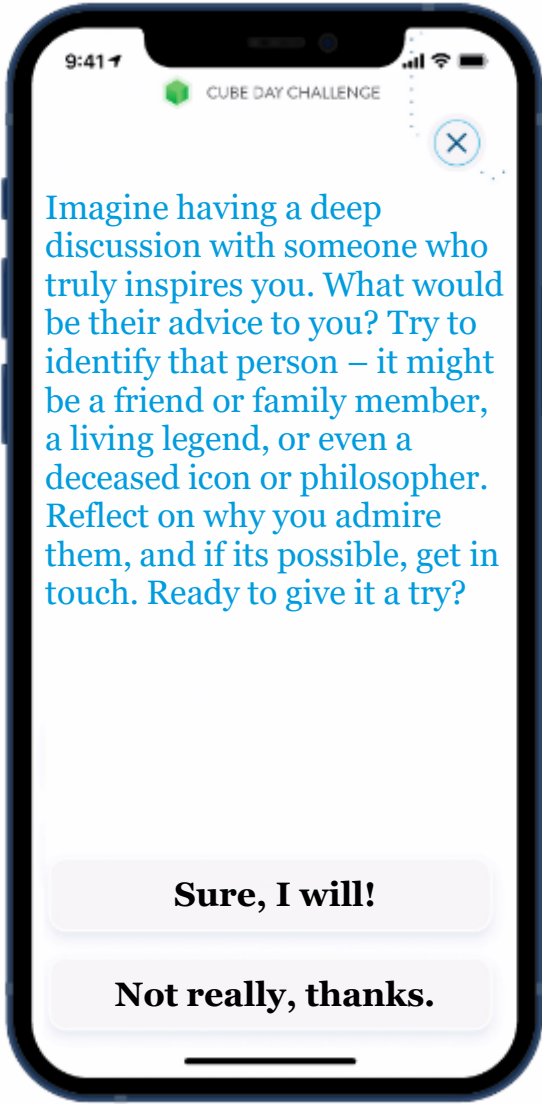 9:41
CUBE DAY CHALLENGE
Imagine having a deep
discussion with someone who
truly inspires you. What would
be their advice to you? Try to
identify that person – it might
be a friend or family member,
a living legend, or even a
deceased icon or philosopher.
Reflect on why you admire
them, and if its possible, get in
touch. Ready to give it a try?
Sure, I will!
Not really, thanks.